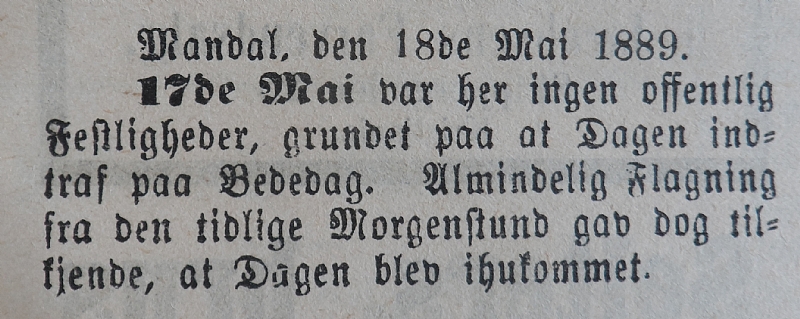 Mandal, den 18de Mai 1889.
17de Mai var her ingen offentlig
Festligheder, grundet paa at Dagen ind-
traf paa Bededag. Almindelig Flagning
fra den tidlige Morgenstund gav dog til-
kjende, at Dagen blev ihukommet.